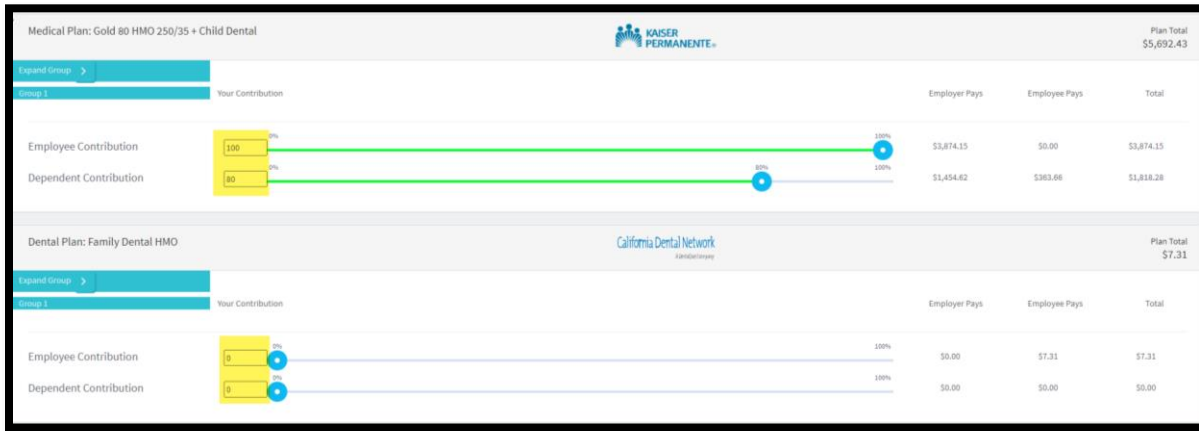 Medical Plan: Gold 80 HMO 250/35 + Child Dental
KAISER
PERMANENTE®
Plan Total
$5,692.43
Expand Group >
Group 1 Your Contribution Employer Pays Employee Pays Total
0% 100%
Employee Contribution 100 $3,874.15 $0.00 $3,874.15
0% 80% 100%
Dependent Contribution 80 $1,454.62 $363.66 $1,818.28
Dental Plan: Family Dental HMO
California Dental Network
Plan Total
$7.31
Expand Group >
Group 1 Your Contribution Employer Pays Employee Pays Total
0% 100%
Employee Contribution 0 $0.00 $7.31 $7.31
0% 100%
Dependent Contribution 0 $0.00 $0.00 $0.00